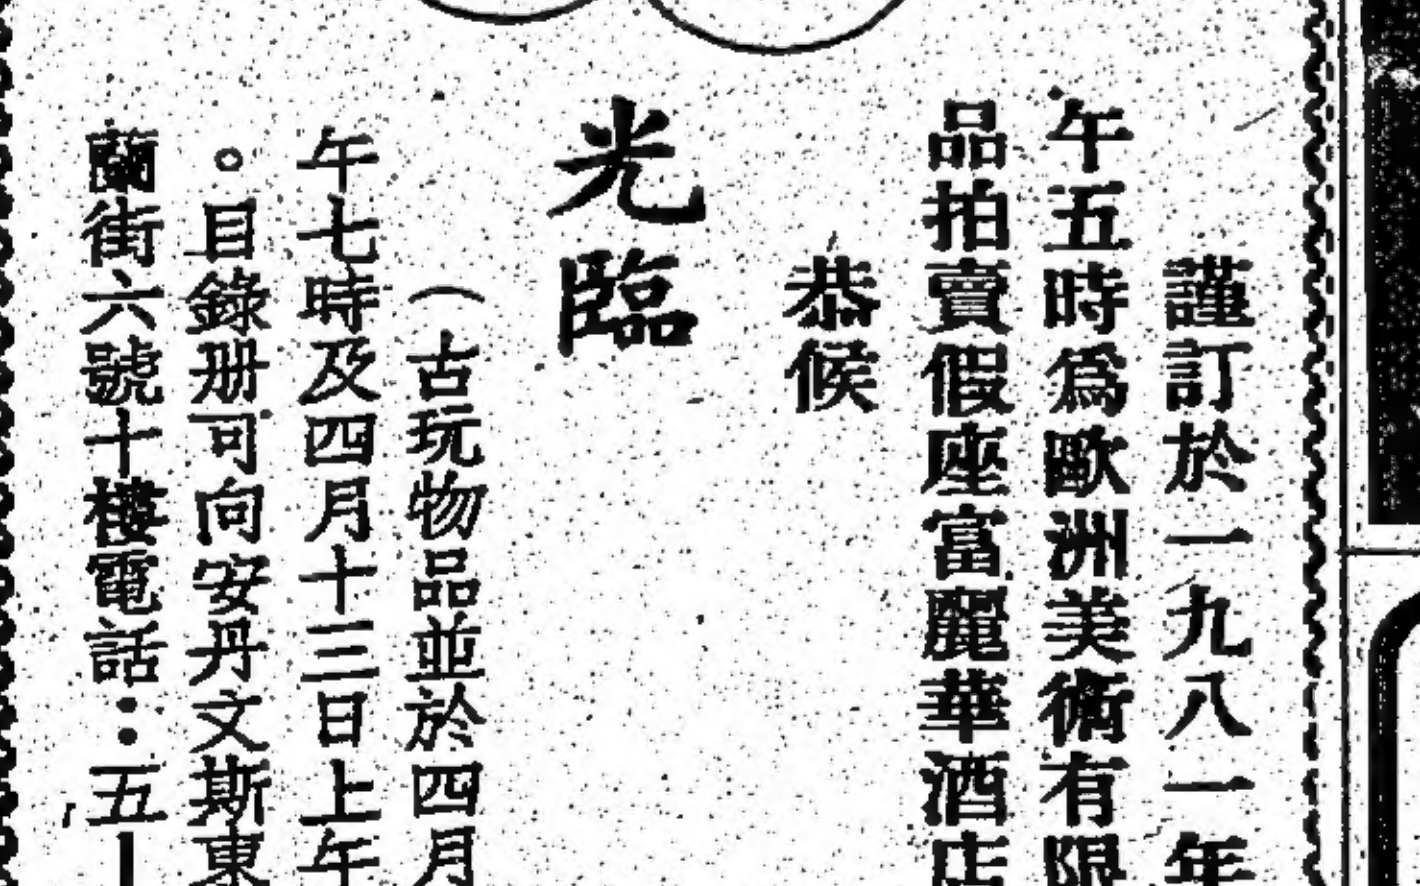 謹訂於一九八一年
午五時爲歐洲美術有限
品拍賣假座富麗華酒店
恭候
光臨
（古玩物品並於四月
午七時及四月十三日上午
。目錄册可向安丹文斯東
蘭街六號十樓電話：五—